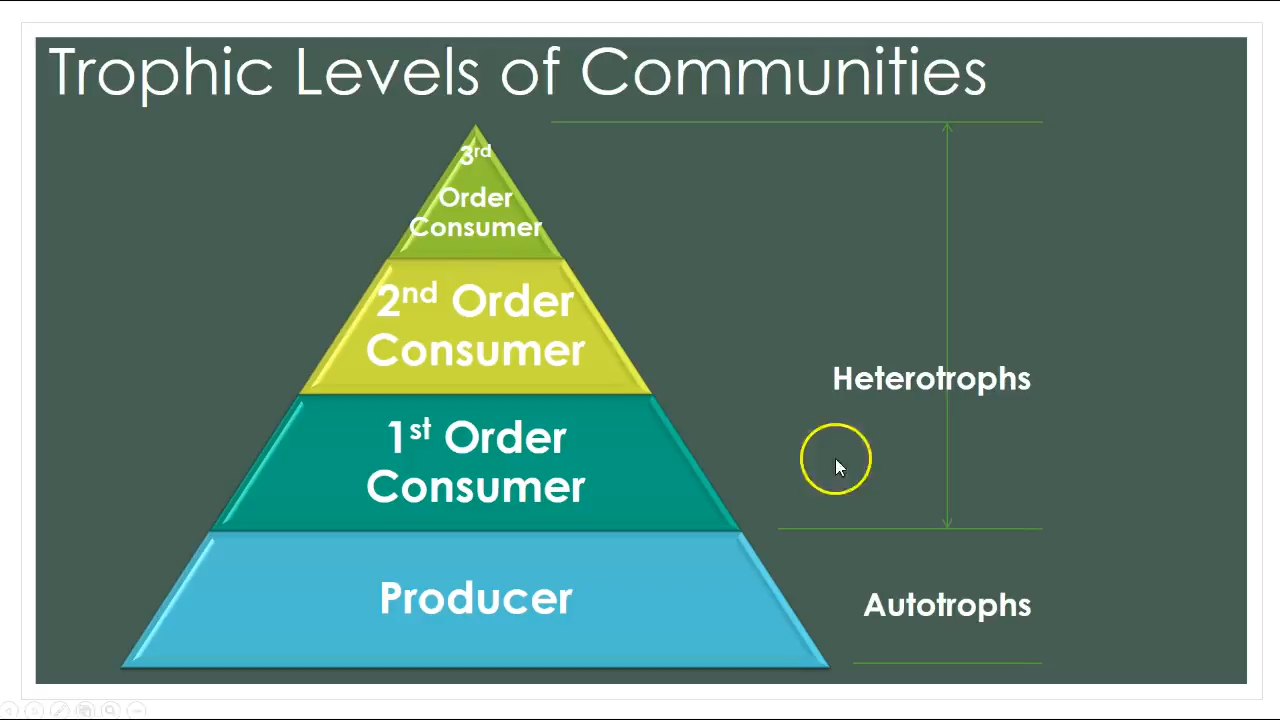 Trophic Levels of Communities
3rd
Order
Consumer
2nd Order
Consumer
1st Order
Consumer
Producer
Heterotrophs
Autotrophs